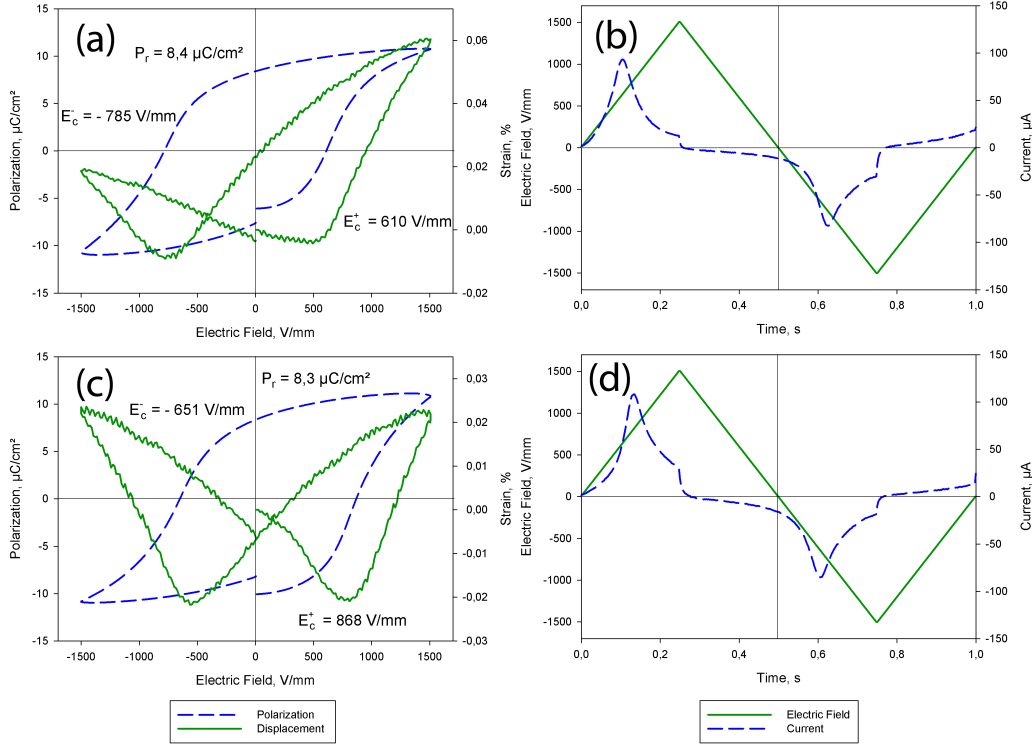 (a)
P_r = 8,4 µC/cm²
E_c^- = - 785 V/mm
E_c^+ = 610 V/mm
15
10
5
0
-5
-10
-15
Polarization, µC/cm²
0,06
0,04
0,02
0,00
-0,02
Strain, %
-1500 -1000 -500 0 500 1000 1500
Electric Field, V/mm
(b)
1500
1000
500
0
-500
-1000
-1500
Electric Field, V/mm
150
100
50
0
-50
-100
-150
Current, µA
0,0 0,2 0,4 0,6 0,8 1,0
Time, s
(c)
P_r = 8,3 µC/cm²
E_c^- = - 651 V/mm
E_c^+ = 868 V/mm
15
10
5
0
-5
-10
-15
Polarization, µC/cm²
0,03
0,02
0,01
0,00
-0,01
-0,02
-0,03
Strain, %
-1500 -1000 -500 0 500 1000 1500
Electric Field, V/mm
(d)
1500
1000
500
0
-500
-1000
-1500
Electric Field, V/mm
150
100
50
0
-50
-100
-150
Current, µA
0,0 0,2 0,4 0,6 0,8 1,0
Time, s
Polarization
Displacement
Electric Field
Current